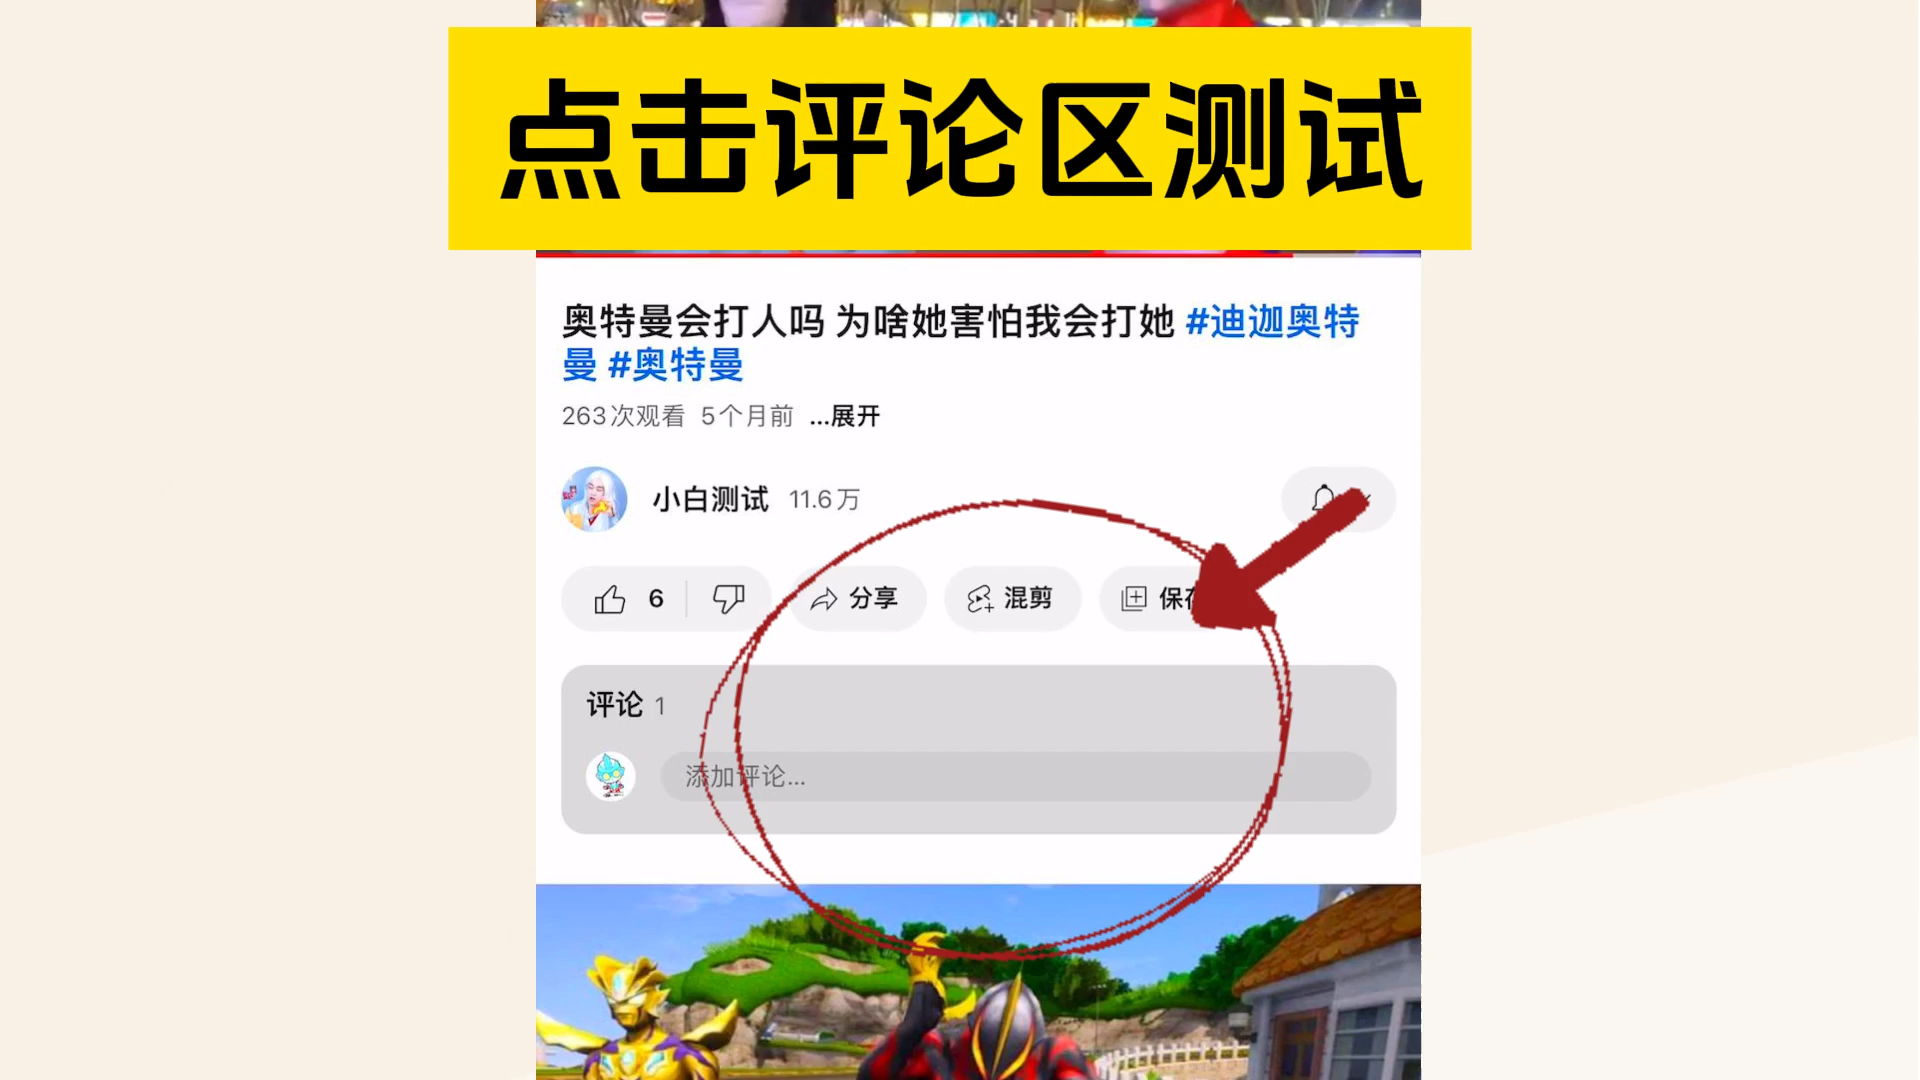 点击评论区测试
奥特曼会打人吗 为啥她害怕我会打她 #迪迦奥特
曼 #奥特曼
263次观看 5个月前 ...展开
小白测试 11.6万
6 分享 混剪 保存
评论 1
添加评论...